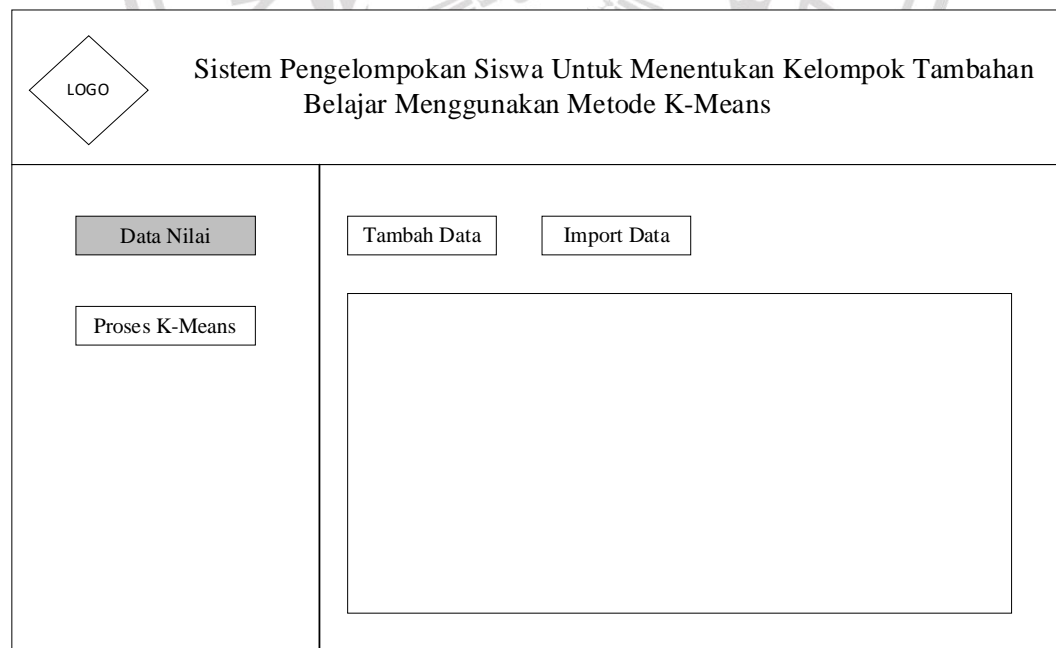 LOGO
Sistem Pengelompokan Siswa Untuk Menentukan Kelompok Tambahan
Belajar Menggunakan Metode K-Means
Data Nilai
Tambah Data
Import Data
Proses K-Means